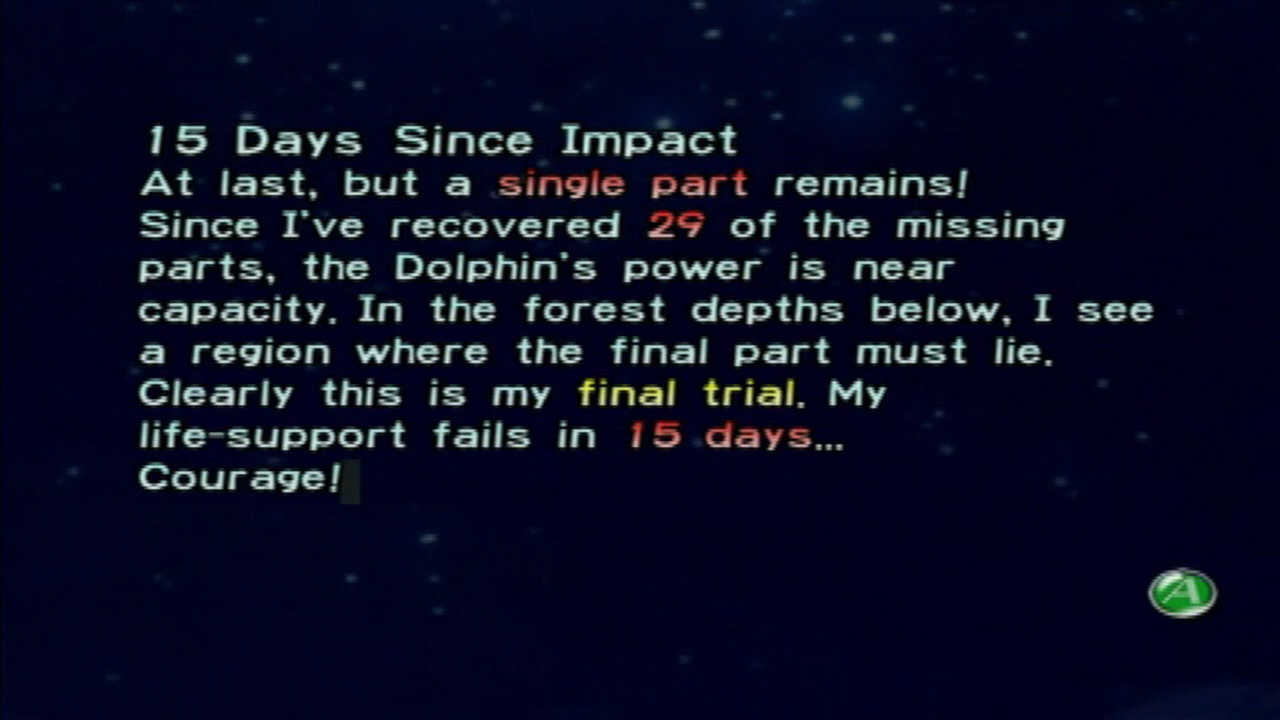 15 Days Since Impact
At last, but a single part remains!
Since I've recovered 29 of the missing
parts, the Dolphin's power is near
capacity. In the forest depths below, I see
a region where the final part must lie.
Clearly this is my final trial. My
life-support fails in 15 days...
Courage!
A